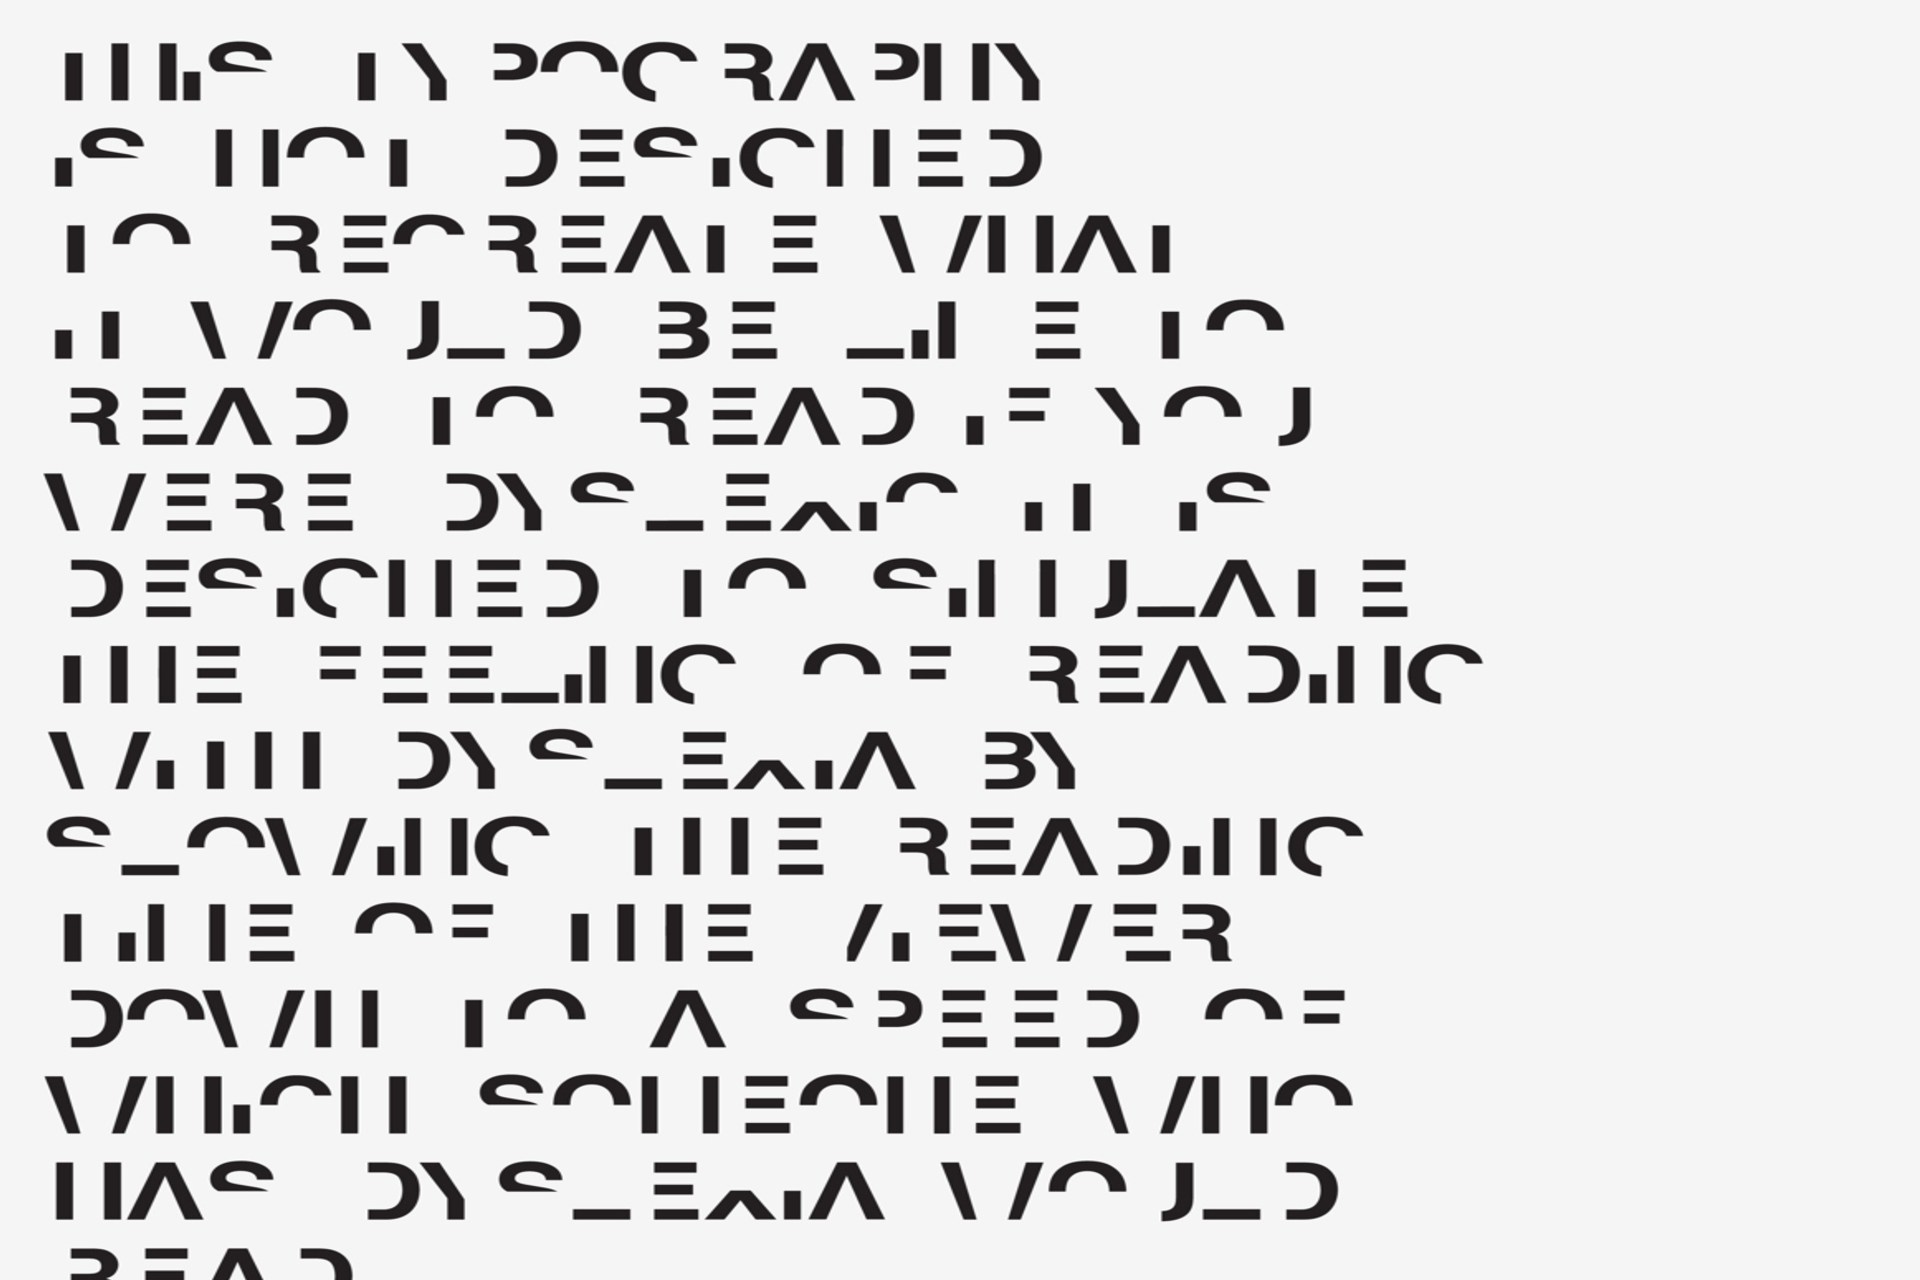 THIS TYPOGRAPHY
IS NOT DESIGNED
TO RECREATE WHAT
IT WOULD BE LIKE TO
READ TO READ IF YOU
WERE DYSLEXIC IT IS
DESIGNED TO SIMULATE
THE FEELING OF READING
WITH DYSLEXIA BY
SLOWING THE READING
TIME OF THE VIEWER
DOWN TO A SPEED OF
WHICH SOMEONE WHO
HAS DYSLEXIA WOULD
READ